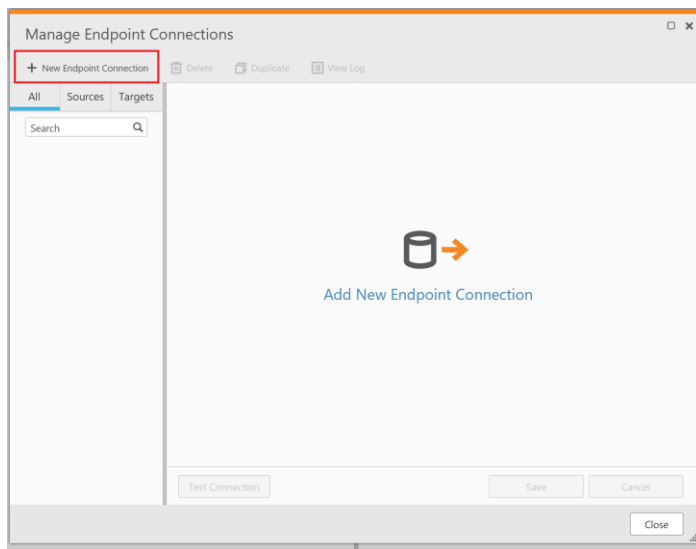 Manage Endpoint Connections
New Endpoint Connection Delete Duplicate View Log
All Sources Targets
Search
Add New Endpoint Connection
Test Connection Save Cancel
Close